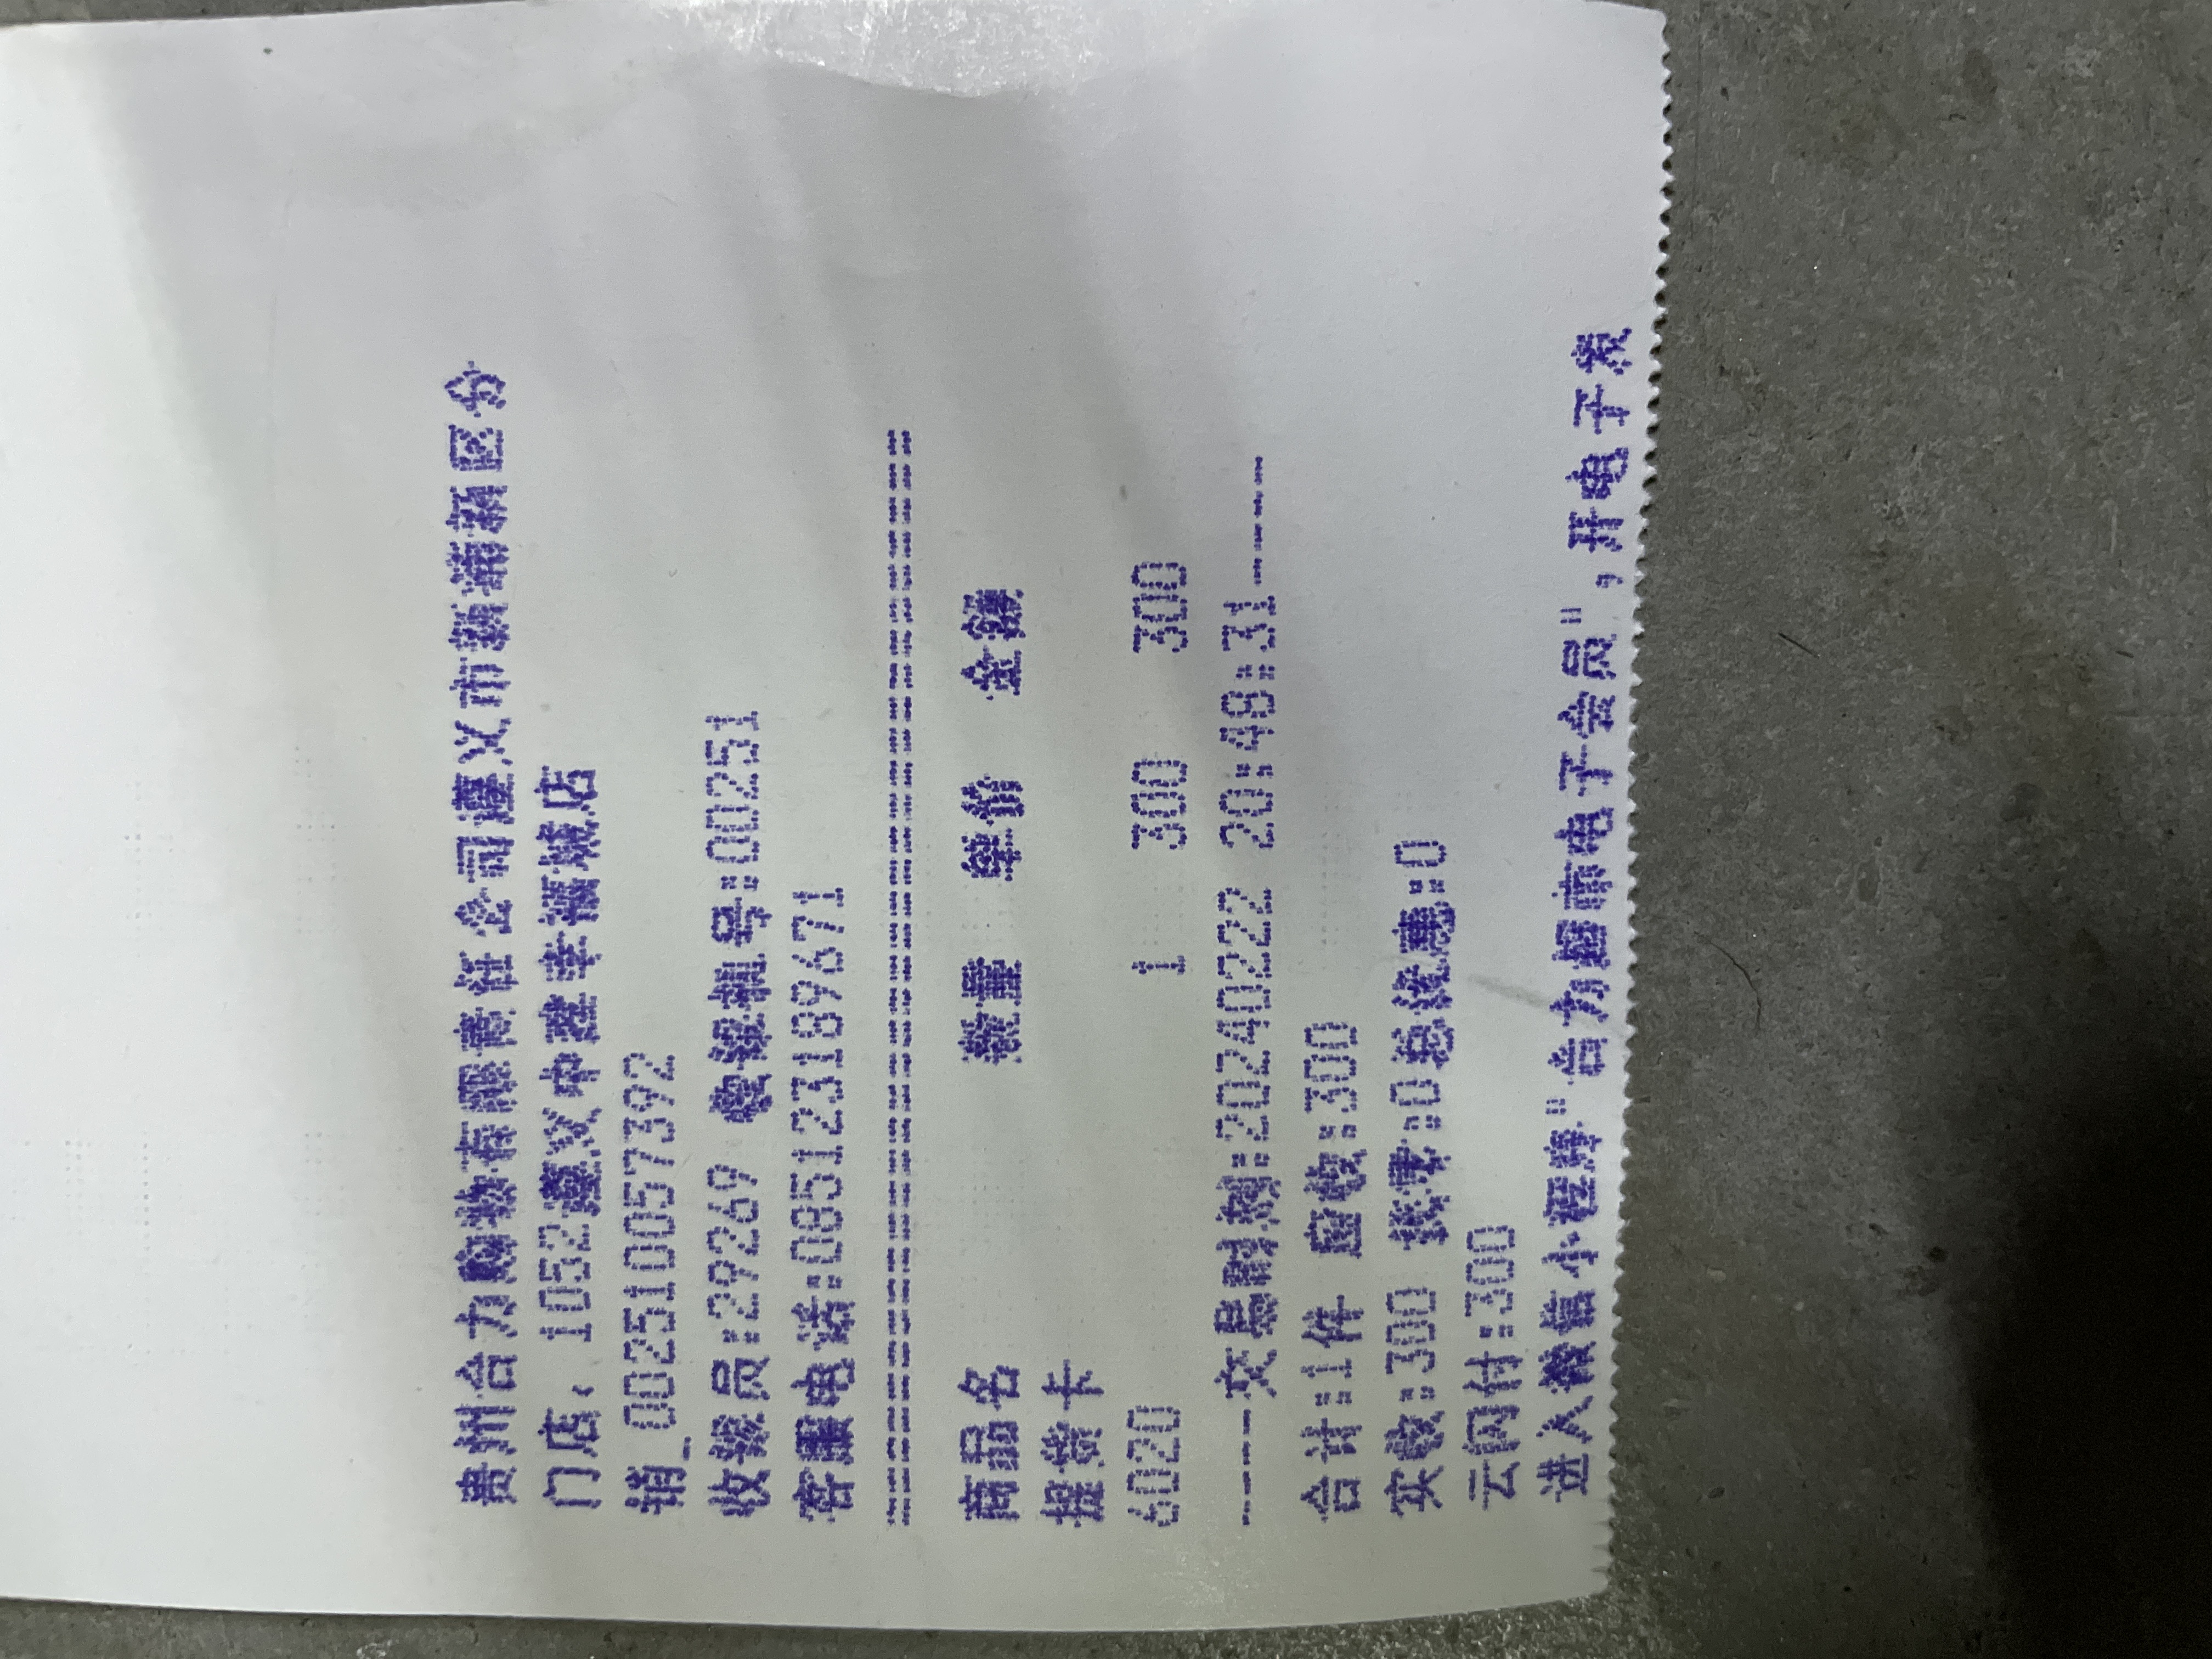 贵州合力购物有限责任公司遵义市新蒲新区分
门店：1052遵义中建幸福城店
销_002510057392
收银员:29269 收银机号:00251
客服电话:085123189671
========================================
商品名 数量 单价 金额
提货卡
6020 1 300 300
-----交易时刻:20240222 20:48:31-----
合计:1件 应收:300
实收:300 找零:0总优惠:0
云闪付:300
进入微信小程序"合力超市电子会员",开电子发